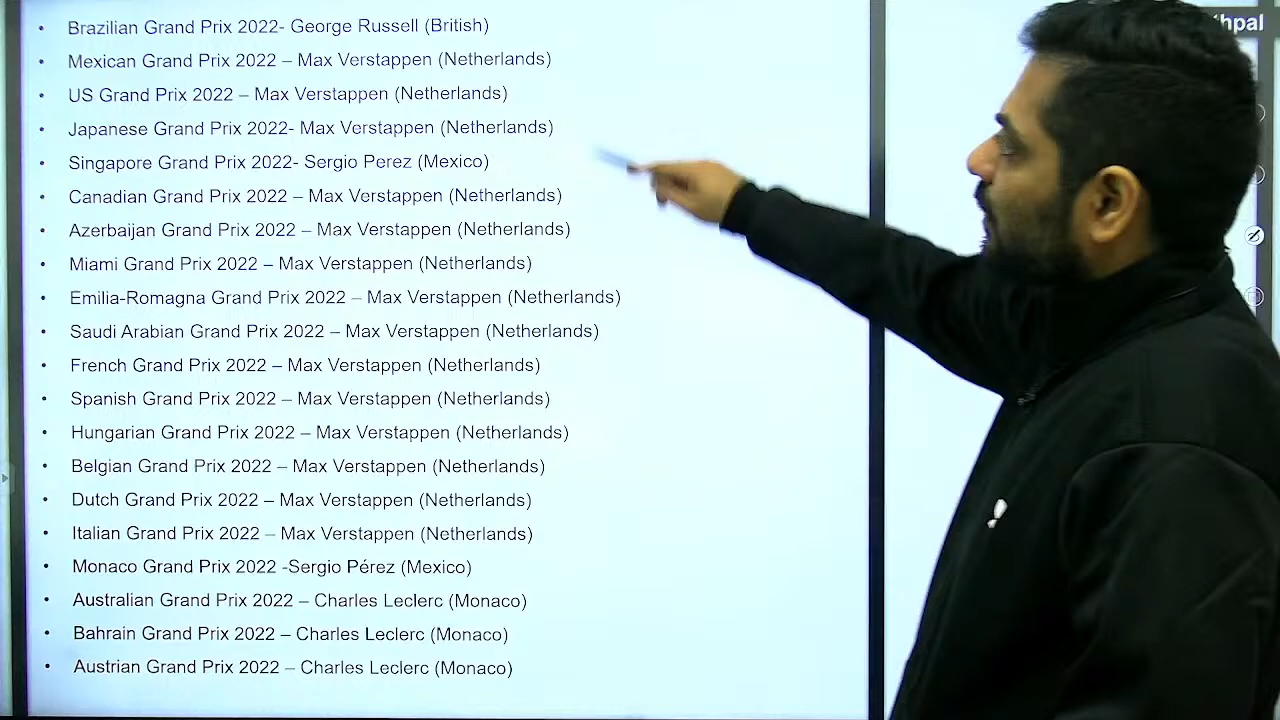 hpal
• Brazilian Grand Prix 2022- George Russell (British)
• Mexican Grand Prix 2022 – Max Verstappen (Netherlands)
• US Grand Prix 2022 – Max Verstappen (Netherlands)
• Japanese Grand Prix 2022- Max Verstappen (Netherlands)
• Singapore Grand Prix 2022- Sergio Perez (Mexico)
• Canadian Grand Prix 2022 – Max Verstappen (Netherlands)
• Azerbaijan Grand Prix 2022 – Max Verstappen (Netherlands)
• Miami Grand Prix 2022 – Max Verstappen (Netherlands)
• Emilia-Romagna Grand Prix 2022 – Max Verstappen (Netherlands)
• Saudi Arabian Grand Prix 2022 – Max Verstappen (Netherlands)
• French Grand Prix 2022 – Max Verstappen (Netherlands)
• Spanish Grand Prix 2022 – Max Verstappen (Netherlands)
• Hungarian Grand Prix 2022 – Max Verstappen (Netherlands)
• Belgian Grand Prix 2022 – Max Verstappen (Netherlands)
• Dutch Grand Prix 2022 – Max Verstappen (Netherlands)
• Italian Grand Prix 2022 – Max Verstappen (Netherlands)
• Monaco Grand Prix 2022 -Sergio Pérez (Mexico)
• Australian Grand Prix 2022 – Charles Leclerc (Monaco)
• Bahrain Grand Prix 2022 – Charles Leclerc (Monaco)
• Austrian Grand Prix 2022 – Charles Leclerc (Monaco)